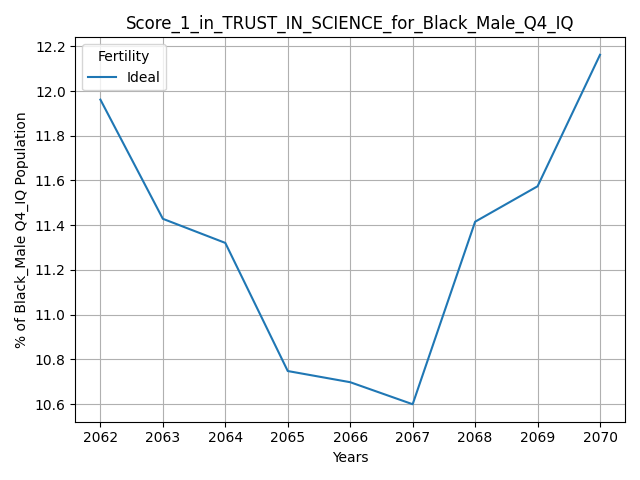 Score_1_in_TRUST_IN_SCIENCE_for_Black_Male_Q4_IQ
Fertility
Ideal
% of Black_Male Q4_IQ Population
12.2
12.0
11.8
11.6
11.4
11.2
11.0
10.8
10.6
2062 2063 2064 2065 2066 2067 2068 2069 2070
Years